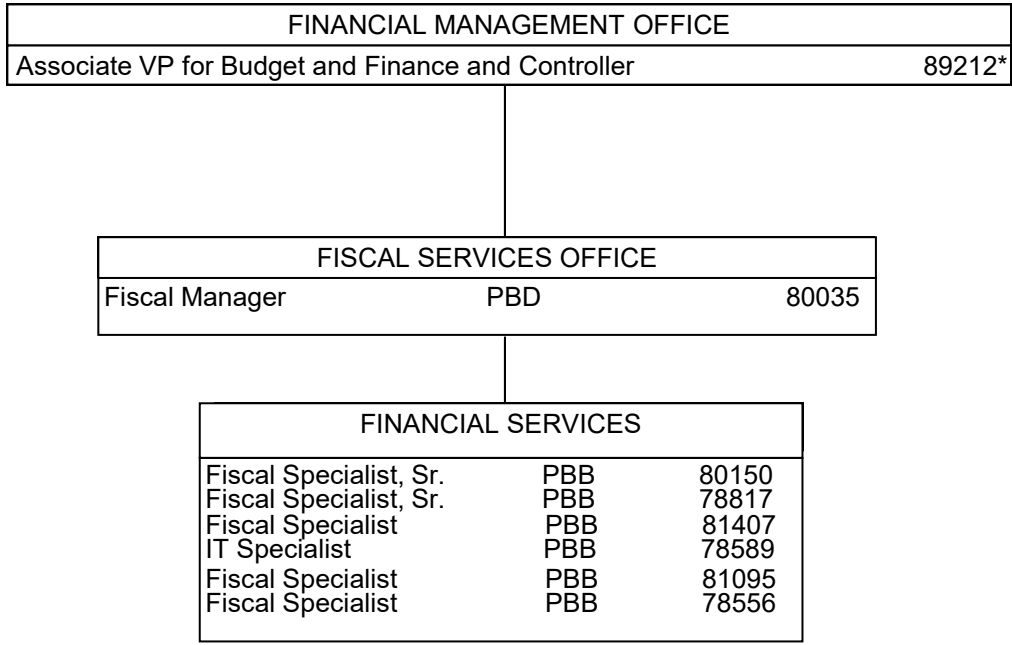 FINANCIAL MANAGEMENT OFFICE
Associate VP for Budget and Finance and Controller 89212*
FISCAL SERVICES OFFICE
Fiscal Manager PBD 80035
FINANCIAL SERVICES
Fiscal Specialist, Sr. PBB 80150
Fiscal Specialist, Sr. PBB 78817
Fiscal Specialist PBB 81407
IT Specialist PBB 78589
Fiscal Specialist PBB 81095
Fiscal Specialist PBB 78556